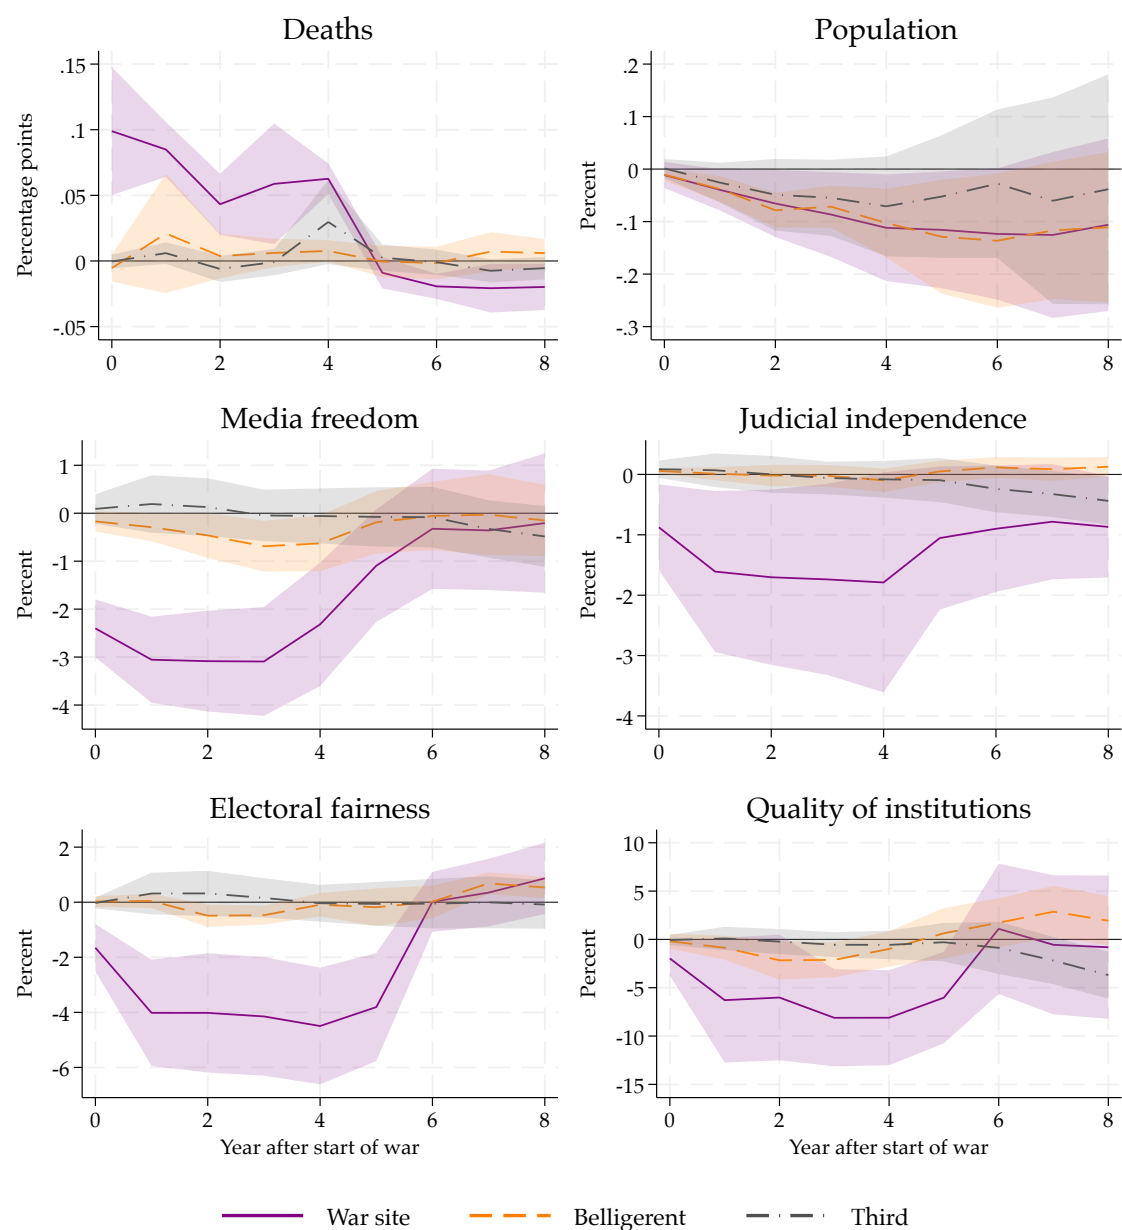 Deaths
Percentage points
.15
.1
.05
0
-.05
0 2 4 6 8
Population
Percent
.2
.1
0
-.1
-.2
-.3
0 2 4 6 8
Media freedom
Percent
1
0
-1
-2
-3
-4
0 2 4 6 8
Judicial independence
Percent
0
-1
-2
-3
-4
0 2 4 6 8
Electoral fairness
Percent
2
0
-2
-4
-6
0 2 4 6 8
Year after start of war
Quality of institutions
Percent
10
5
0
-5
-10
-15
0 2 4 6 8
Year after start of war
War site Belligerent Third